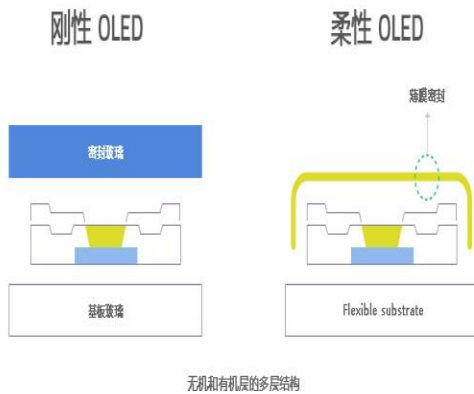 刚性 OLED
柔性 OLED
薄膜密封
密封玻璃
基板玻璃
Flexible substrate
无机和有机层的多层结构